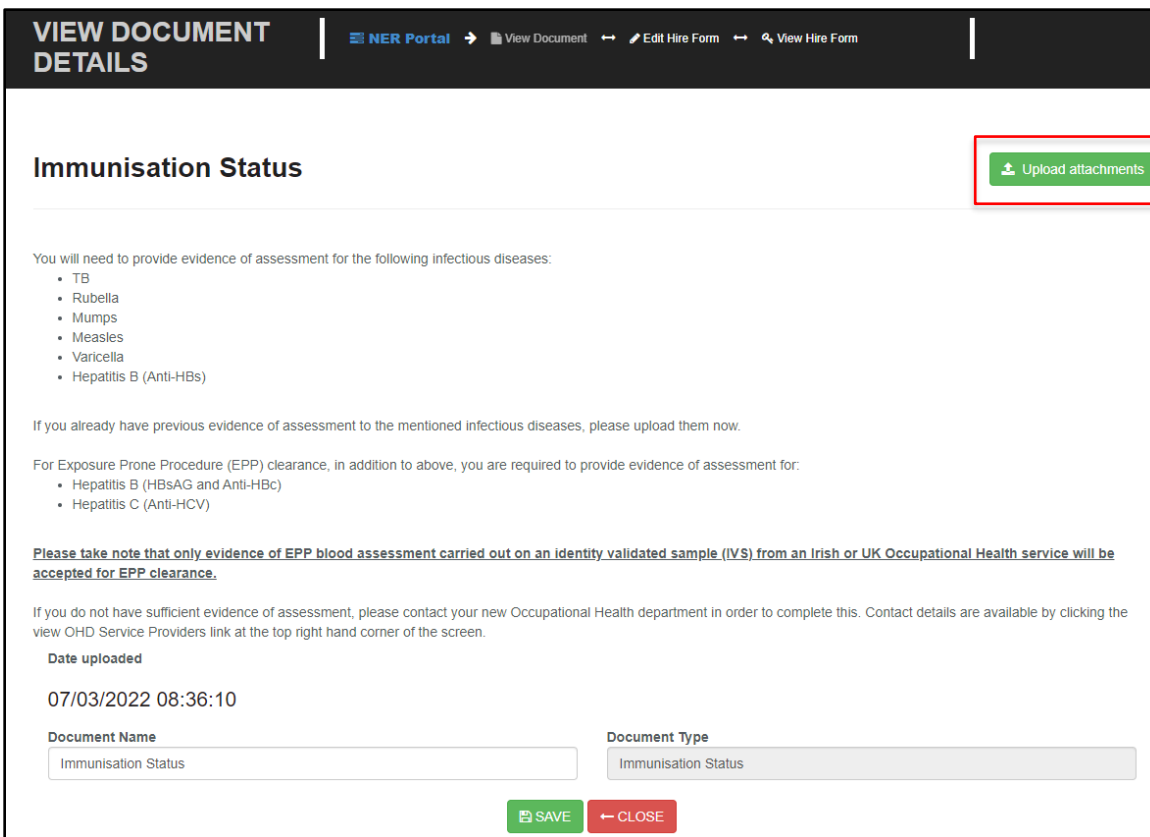 VIEW DOCUMENT
DETAILS
NER Portal View Document Edit Hire Form View Hire Form
Immunisation Status
Upload attachments
You will need to provide evidence of assessment for the following infectious diseases:
• TB
• Rubella
• Mumps
• Measles
• Varicella
• Hepatitis B (Anti-HBs)
If you already have previous evidence of assessment to the mentioned infectious diseases, please upload them now.
For Exposure Prone Procedure (EPP) clearance, in addition to above, you are required to provide evidence of assessment for:
• Hepatitis B (HBsAG and Anti-HBc)
• Hepatitis C (Anti-HCV)
Please take note that only evidence of EPP blood assessment carried out on an identity validated sample (IVS) from an Irish or UK Occupational Health service will be
accepted for EPP clearance.
If you do not have sufficient evidence of assessment, please contact your new Occupational Health department in order to complete this. Contact details are available by clicking the
view OHD Service Providers link at the top right hand corner of the screen.
Date uploaded
07/03/2022 08:36:10
Document Name Document Type
Immunisation Status Immunisation Status
SAVE CLOSE